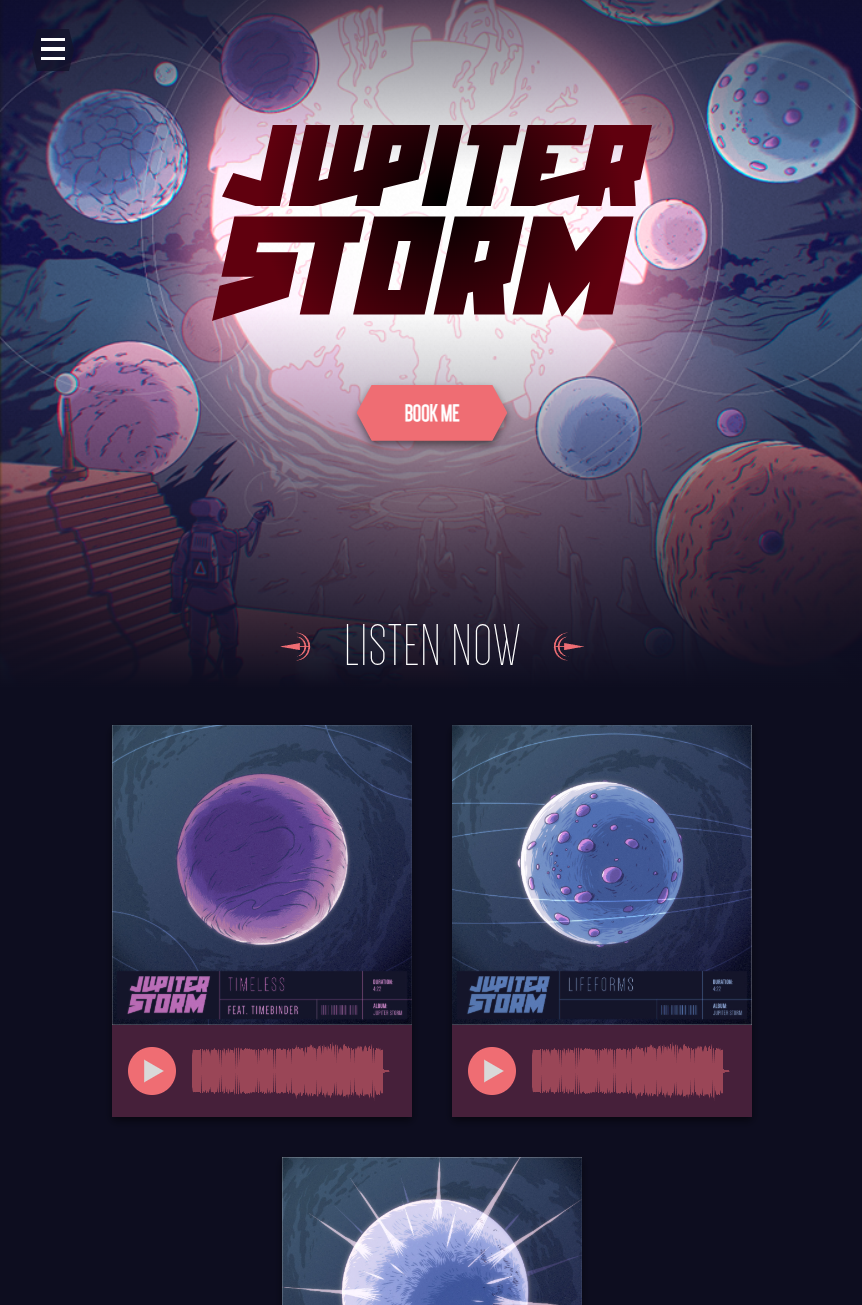 JUPITER
STORM
BOOK ME
LISTEN NOW
JUPITER
STORM
TIMELESS
FEAT. TIMEBINDER
DURATION
4:22
ALBUM
JUPITER STORM
JUPITER
STORM
LIFEFORMS
DURATION
4:22
ALBUM
JUPITER STORM